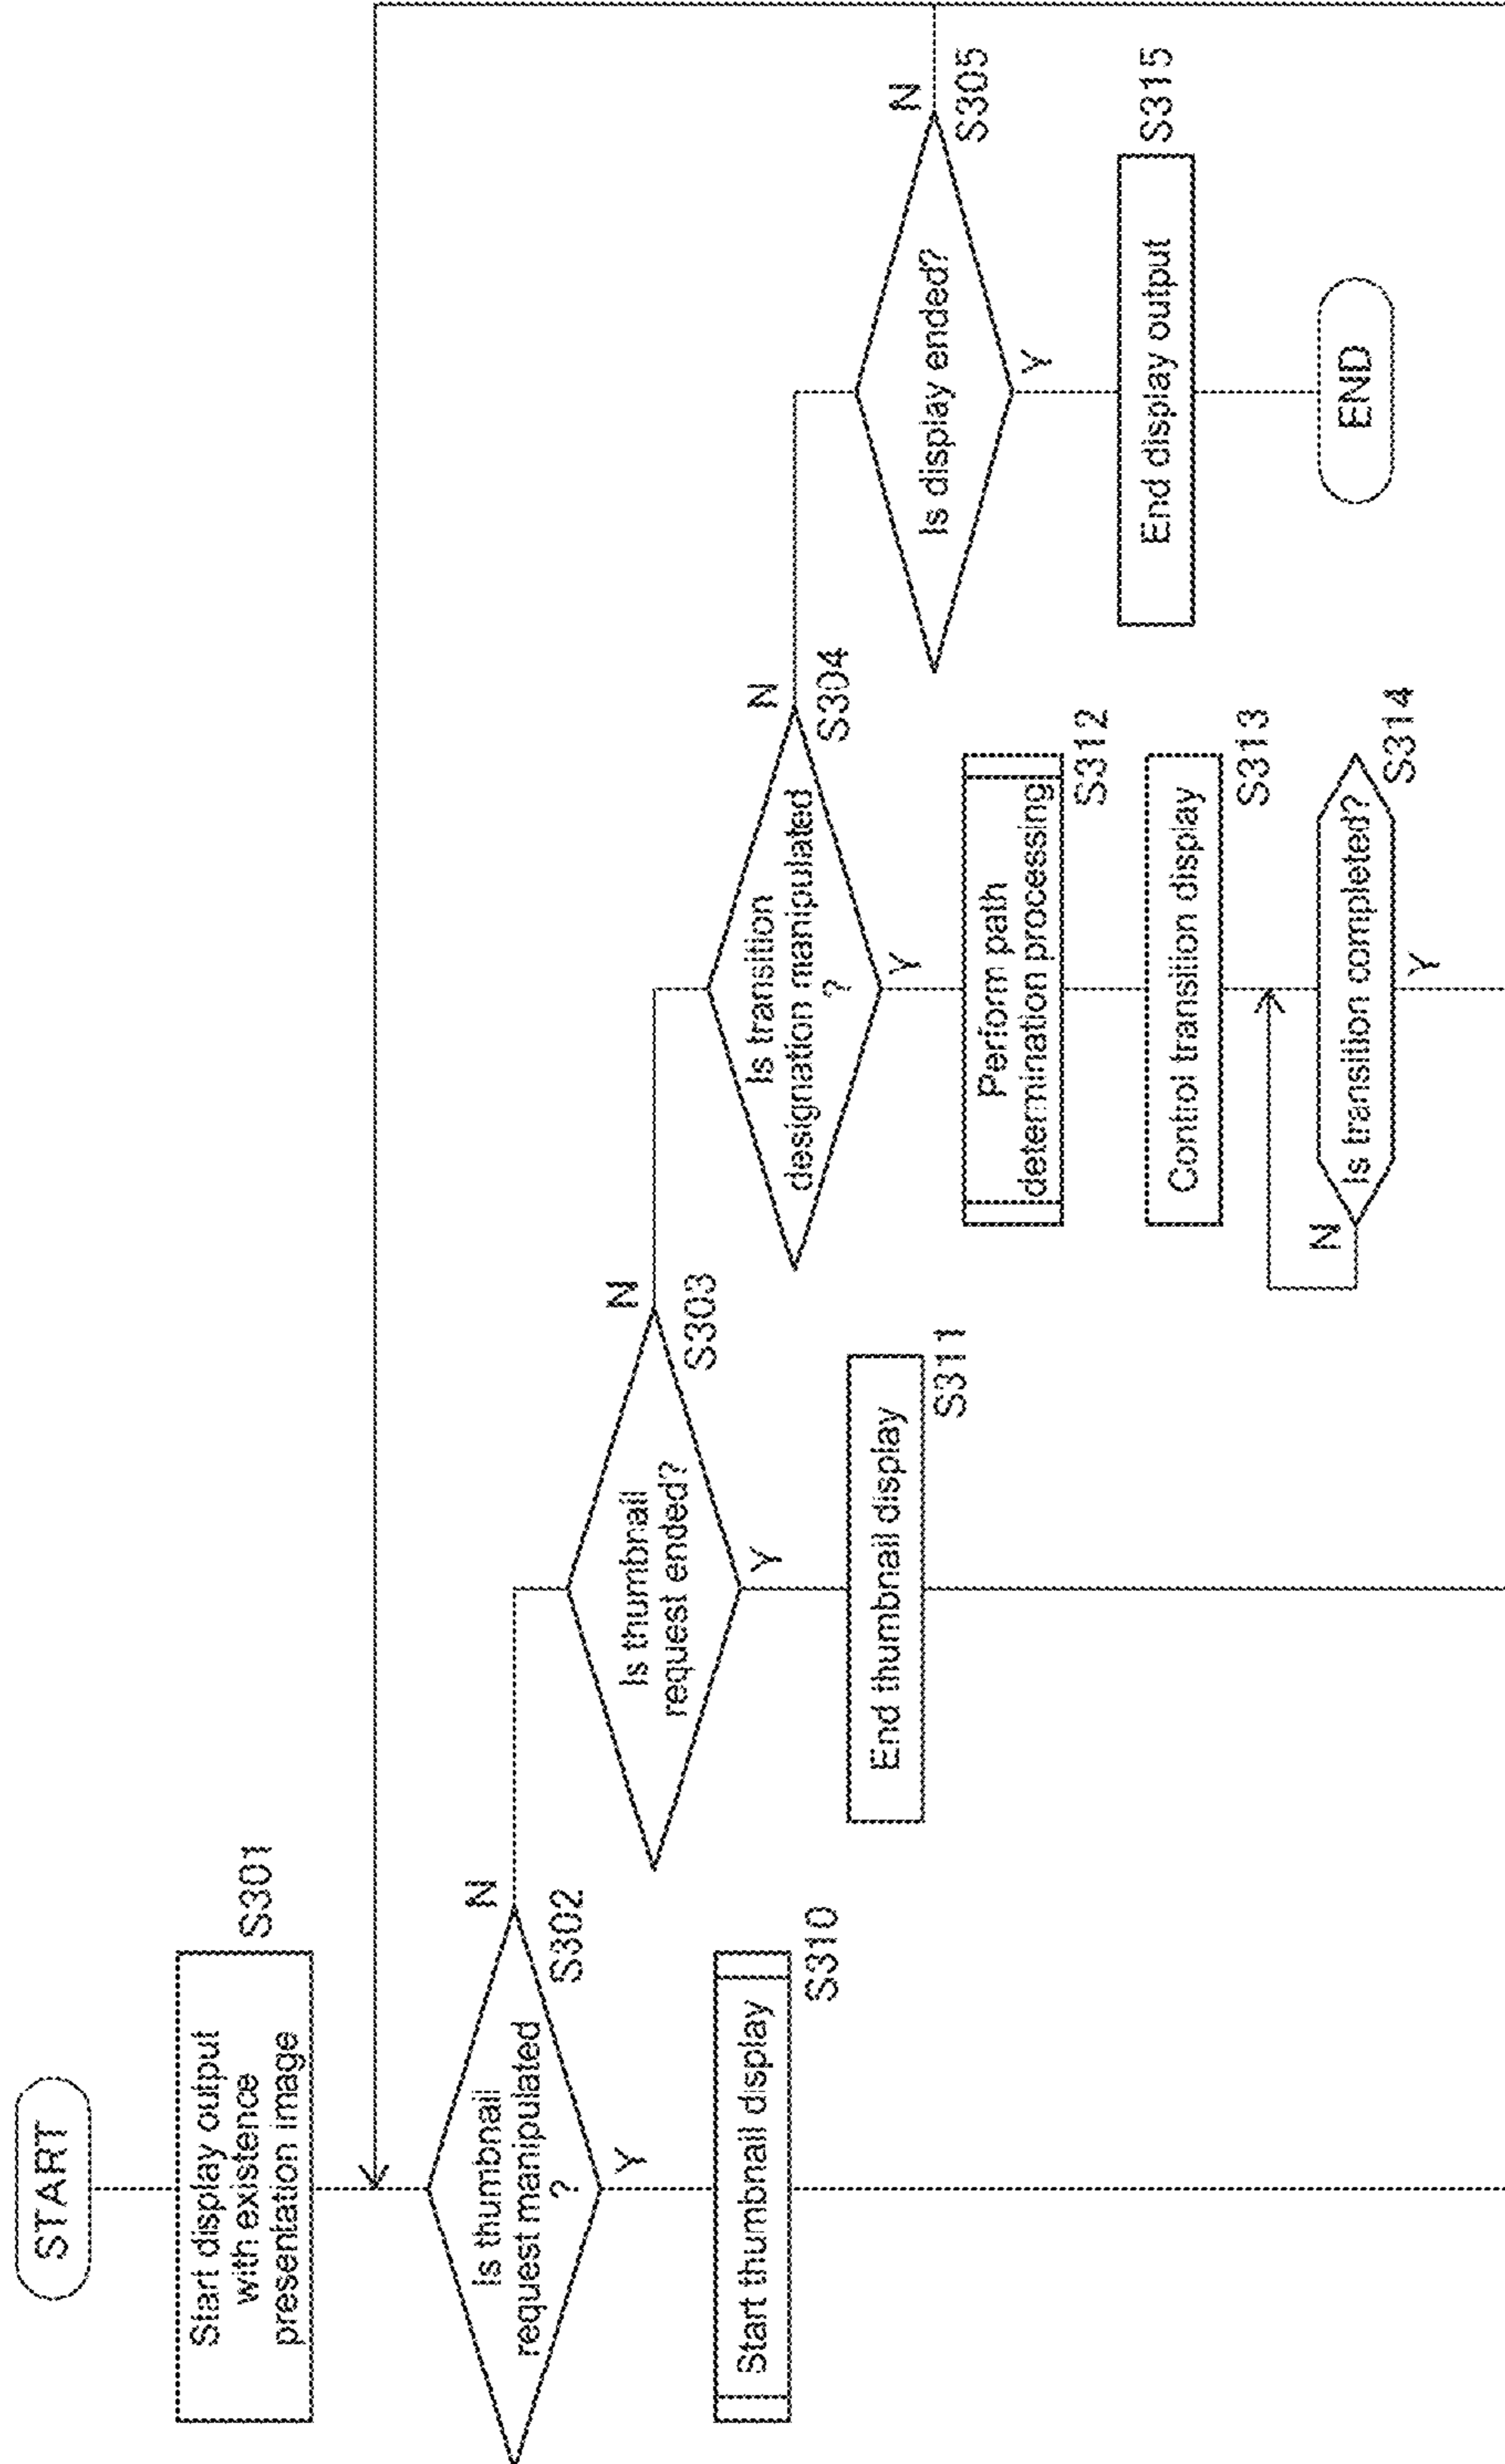 START
Start display output
with existence
presentation image
S301
Is thumbnail
request manipulated
?
N
S302
Y
Start thumbnail display
S310
Is thumbnail
request ended?
N
S303
Y
End thumbnail display
S311
Is transition
designation manipulated
?
N
S304
Y
Perform path
determination processing
S312
Control transition display
S313
Is transition completed?
S314
N
Y
Is display ended?
N
S305
Y
End display output
S315
END